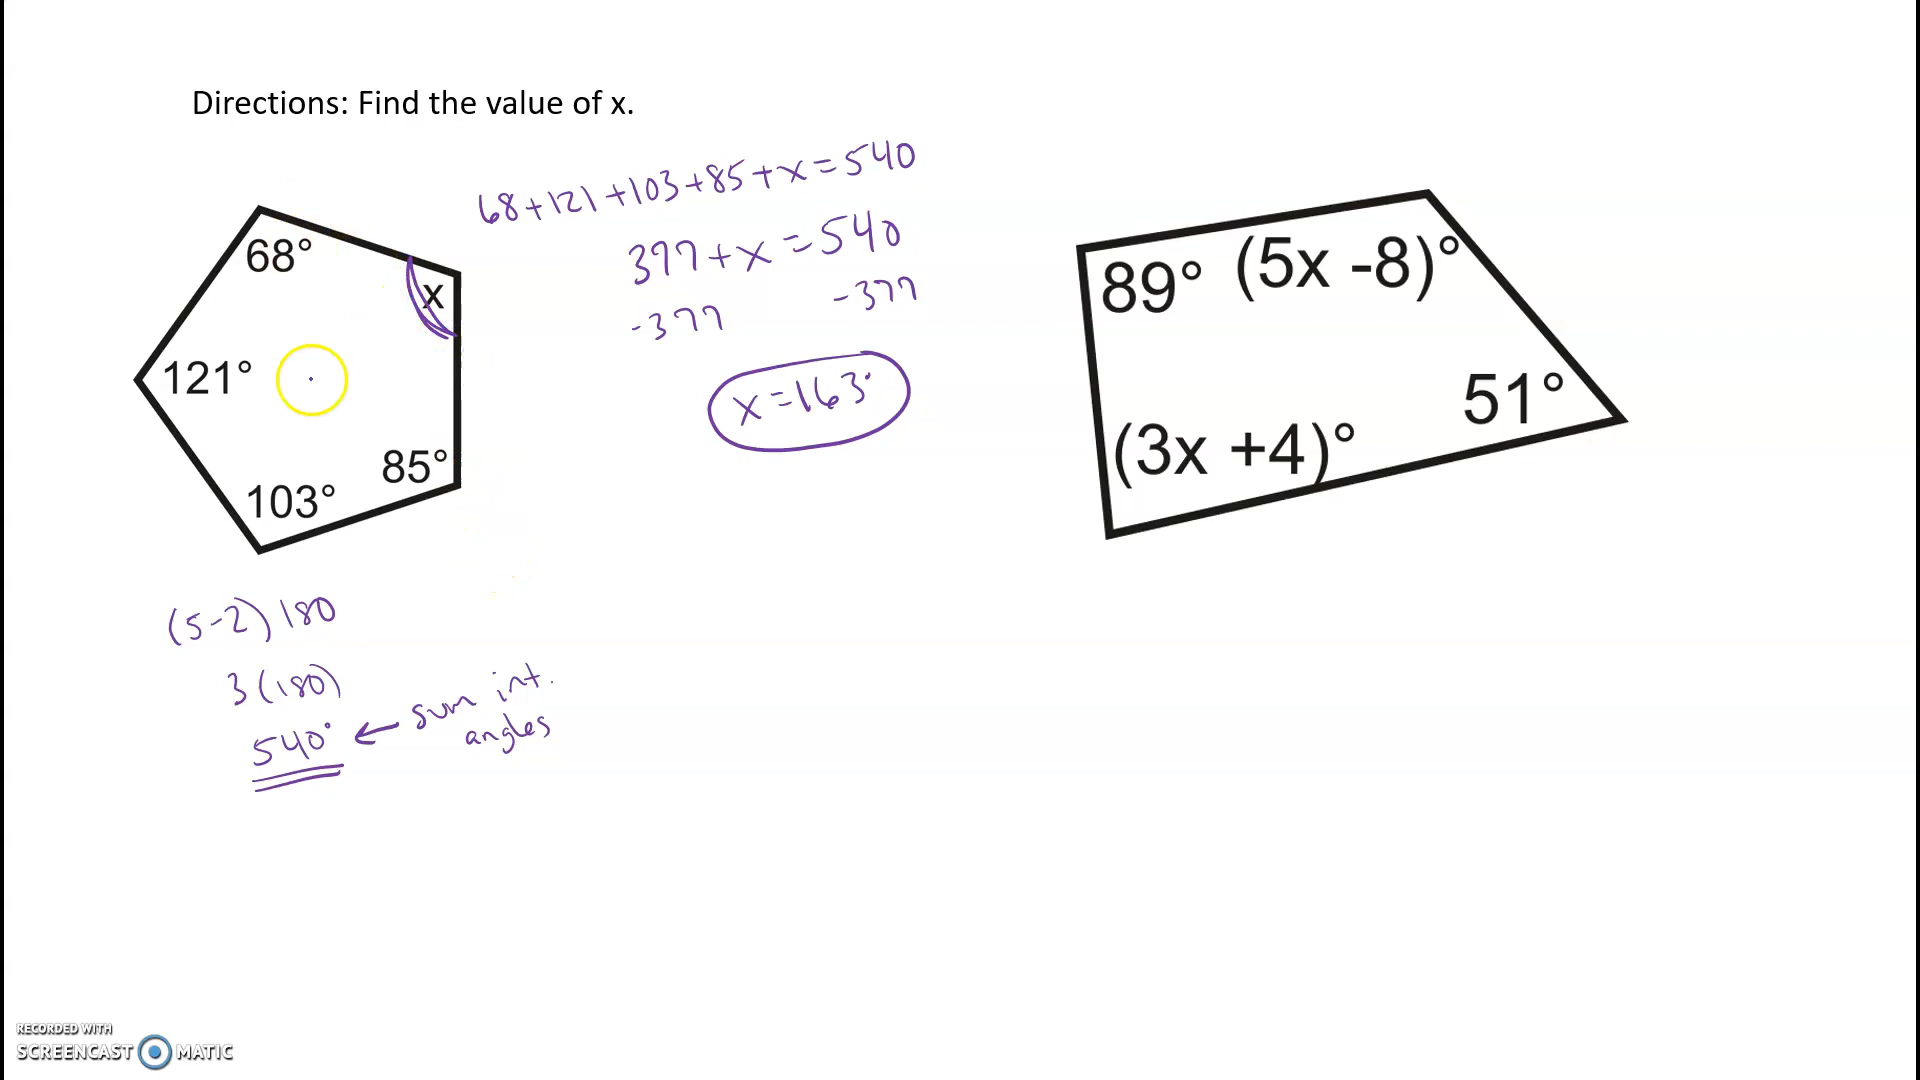 Directions: Find the value of x.
68+121+103+85+x=540
377+x=540
-377 -377
x=163°
68°
x
121°
85°
103°
(5-2)180
3(180)
540° ← sum int.
angles
89° (5x -8)°
51°
(3x +4)°
RECORDED WITH
SCREENCAST MATIC